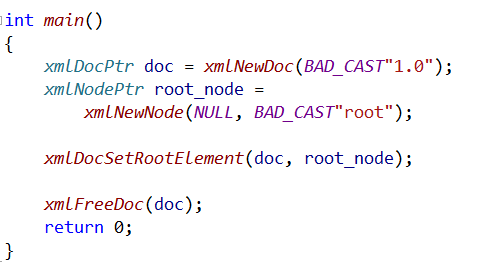 int main()
{
xmlDocPtr doc = xmlNewDoc(BAD_CAST"1.0");
xmlNodePtr root_node =
xmlNewNode(NULL, BAD_CAST"root");
xmlDocSetRootElement(doc, root_node);
xmlFreeDoc(doc);
return 0;
}